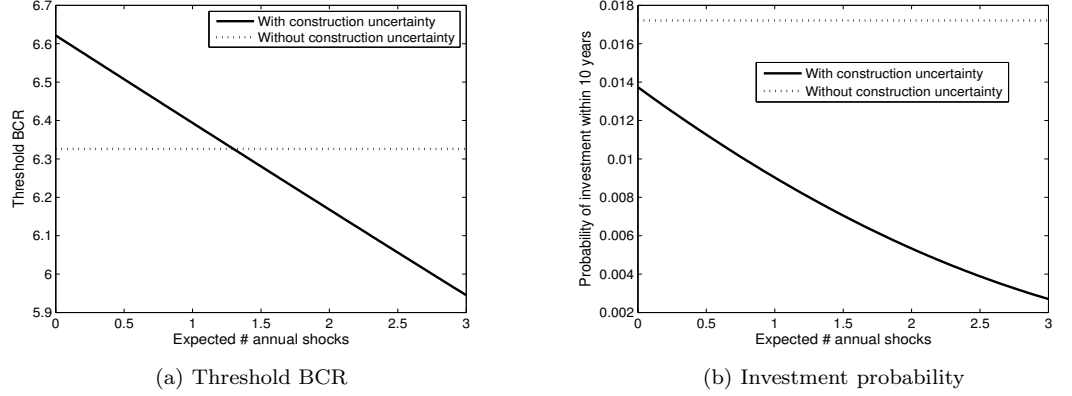 6.7
6.6
6.5
6.4
6.3
6.2
6.1
6
5.9
Threshold BCR
0 0.5 1 1.5 2 2.5 3
Expected # annual shocks
With construction uncertainty
Without construction uncertainty
(a) Threshold BCR
0.018
0.016
0.014
0.012
0.01
0.008
0.006
0.004
0.002
Probability of investment within 10 years
0 0.5 1 1.5 2 2.5 3
Expected # annual shocks
With construction uncertainty
Without construction uncertainty
(b) Investment probability